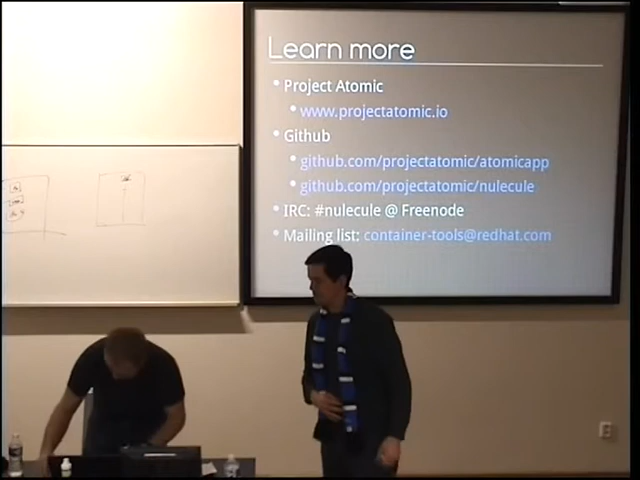 Learn more
Project Atomic
www.projectatomic.io
Github
github.com/projectatomic/atomicapp
github.com/projectatomic/nulecule
IRC: #nulecule @ Freenode
Mailing list: container-tools@redhat.com